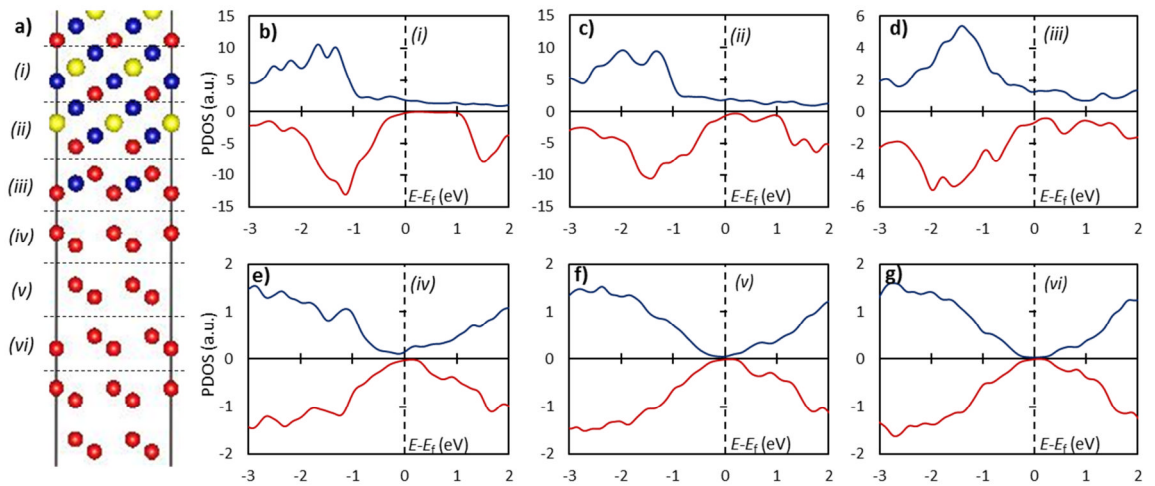 a)
(i)
(ii)
(iii)
(iv)
(v)
(vi)
PDOS (a.u.)
b)
(i)
15
10
5
0
-5
-10
-15
E-Ef (eV)
-3 -2 -1 0 1 2
c)
(ii)
15
10
5
0
-5
-10
-15
E-Ef (eV)
-3 -2 -1 0 1 2
d)
(iii)
6
4
2
0
-2
-4
-6
E-Ef (eV)
-3 -2 -1 0 1 2
PDOS (a.u.)
e)
(iv)
2
1
0
-1
-2
E-Ef (eV)
-3 -2 -1 0 1 2
f)
(v)
2
1
0
-1
-2
E-Ef (eV)
-3 -2 -1 0 1 2
g)
(vi)
2
1
0
-1
-2
E-Ef (eV)
-3 -2 -1 0 1 2